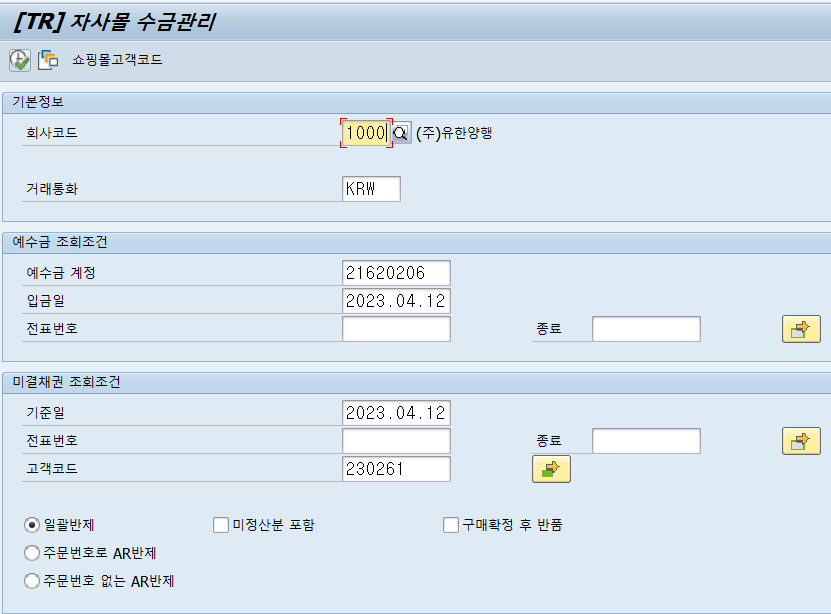 [TR] 자사몰 수금관리
쇼핑몰고객코드
기본정보
회사코드 1000 (주)유한양행
거래통화 KRW
예수금 조회조건
예수금 계정 21620206
입금일 2023.04.12
전표번호 종료
미결채권 조회조건
기준일 2023.04.12
전표번호 종료
고객코드 230261
일괄반제 미정산분 포함 구매확정 후 반품
주문번호로 AR반제
주문번호 없는 AR반제